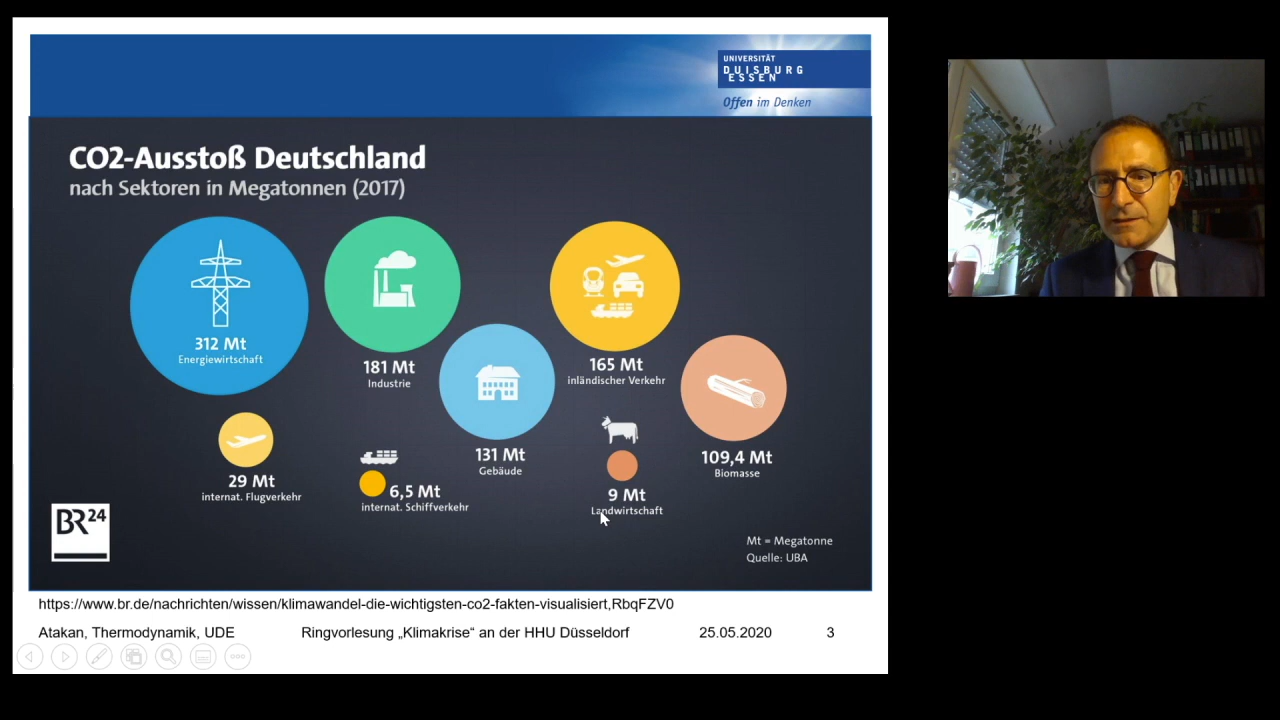 UNIVERSITÄT
DUISBURG
ESSEN
Offen im Denken
CO2-Ausstoß Deutschland
nach Sektoren in Megatonnen (2017)
312 Mt
Energiewirtschaft
181 Mt
Industrie
165 Mt
inländischer Verkehr
131 Mt
Gebäude
109,4 Mt
Biomasse
29 Mt
internat. Flugverkehr
6,5 Mt
internat. Schiffverkehr
9 Mt
Landwirtschaft
BR24
Mt = Megatonne
Quelle: UBA
https://www.br.de/nachrichten/wissen/klimawandel-die-wichtigsten-co2-fakten-visualisiert,RbqFZV0
Atakan, Thermodynamik, UDE Ringvorlesung „Klimakrise“ an der HHU Düsseldorf 25.05.2020 3